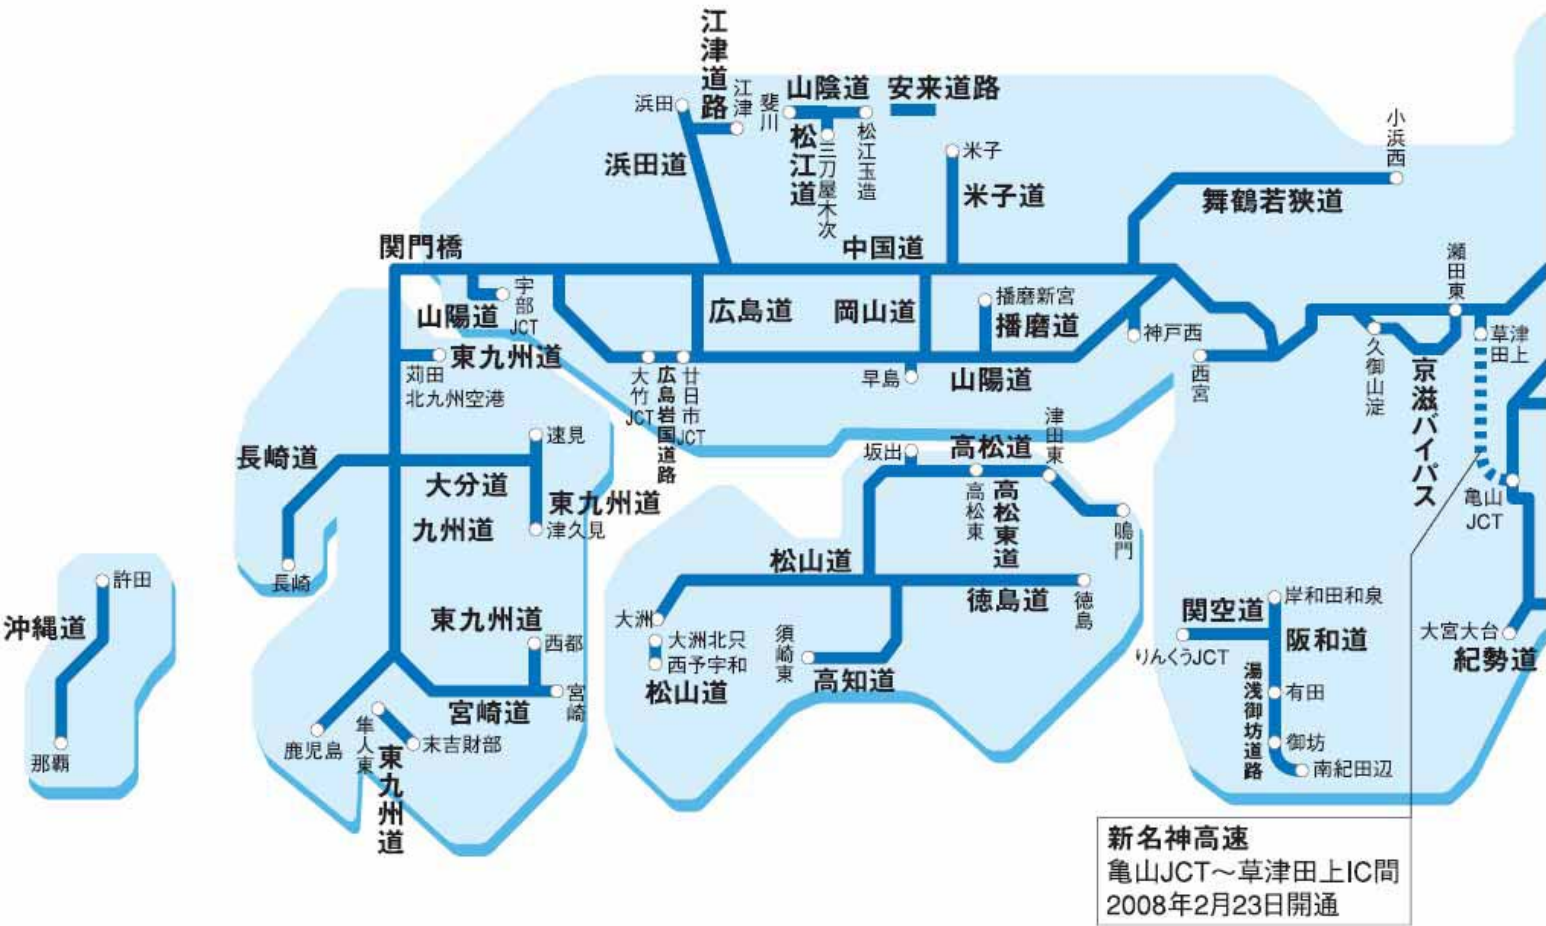 江津道路
江津
浜田
浜田道
斐川
山陰道
松江道
三刀屋木次
松江玉造
安来道路
米子
米子道
小浜西
舞鶴若狭道
関門橋
中国道
宇部JCT
山陽道
広島道
岡山道
播磨新宮
播磨道
神戸西
西宮
瀬田東
草津田上
久御山淀
京滋バイパス
東九州道
苅田
北九州空港
大竹JCT
広島岩国道路
廿日市JCT
早島
山陽道
長崎道
長崎
速見
大分道
東九州道
津久見
九州道
坂出
高松道
津田東
高松東
高松東道
鳴門
亀山
JCT
松山道
徳島道
徳島
大洲
大洲北只
西予宇和
松山道
須崎東
高知道
許田
沖縄道
那覇
東九州道
西都
宮崎道
宮崎
鹿児島
隼人東
末吉財部
東九州道
関空道
りんくうJCT
岸和田和泉
阪和道
湯浅御坊道路
有田
御坊
南紀田辺
大宮大台
紀勢道
新名神高速
亀山JCT～草津田上IC間
2008年2月23日開通